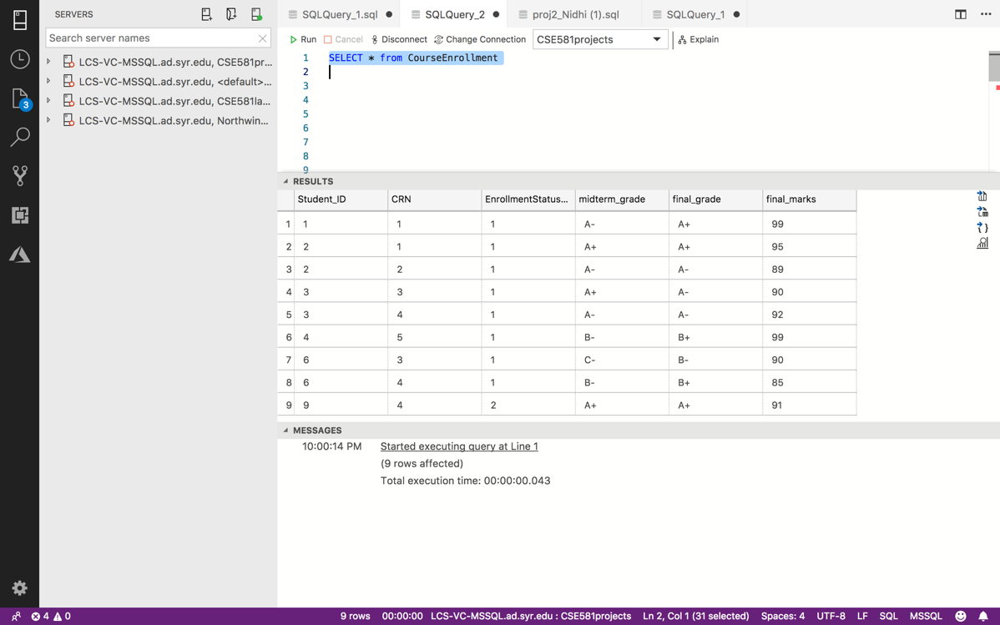 SERVERS
Search server names
LCS-VC-MSSQL.ad.syr.edu, CSE581pr...
LCS-VC-MSSQL.ad.syr.edu, <default>...
LCS-VC-MSSQL.ad.syr.edu, CSE581la...
LCS-VC-MSSQL.ad.syr.edu, Northwin...
3
SQLQuery_1.sql SQLQuery_2 proj2_Nidhi (1).sql SQLQuery_1
Run Cancel Disconnect Change Connection CSE581projects Explain
1 SELECT * from CourseEnrollment
2
3
4
5
6
7
8
9
RESULTS
Student_ID CRN EnrollmentStatus... midterm_grade final_grade final_marks
1 1 1 1 A- A+ 99
2 2 1 1 A+ A+ 95
3 2 2 1 A- A- 89
4 3 3 1 A+ A- 90
5 3 4 1 A- A- 92
6 4 5 1 B- B+ 99
7 6 3 1 C- B- 90
8 6 4 1 B- B+ 85
9 9 4 2 A+ A+ 91
MESSAGES
10:00:14 PM Started executing query at Line 1
(9 rows affected)
Total execution time: 00:00:00.043
4 0 9 rows 00:00:00 LCS-VC-MSSQL.ad.syr.edu : CSE581projects Ln 2, Col 1 (31 selected) Spaces: 4 UTF-8 LF SQL MSSQL